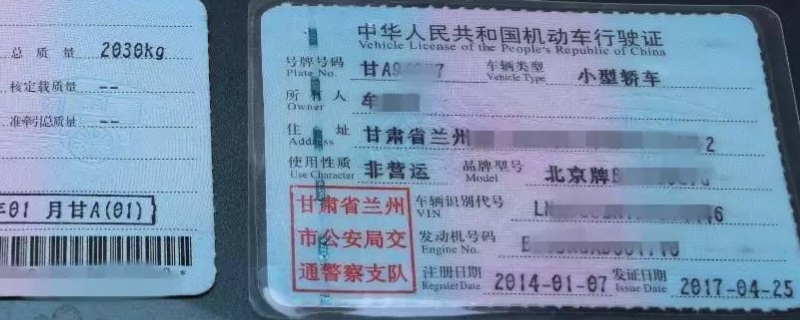 总质量 2030kg
核定载质量 --
准牵引总质量 --
01 月甘A(01)
中华人民共和国机动车行驶证
Vehicle License of the People's Republic of China
号牌号码 甘A9 车辆类型 小型轿车
Plate No. Vehicle Type
所有人 车
Owner
住址 甘肃省兰州 2
Address
使用性质 非营运 品牌型号 北京牌
Use Character Model
甘肃省兰州
市公安局交
通警察支队
车辆识别代号 LN 46
VIN
发动机号码
Engine No.
注册日期 2014-01-07 发证日期 2017-04-25
Register Date Issue Date